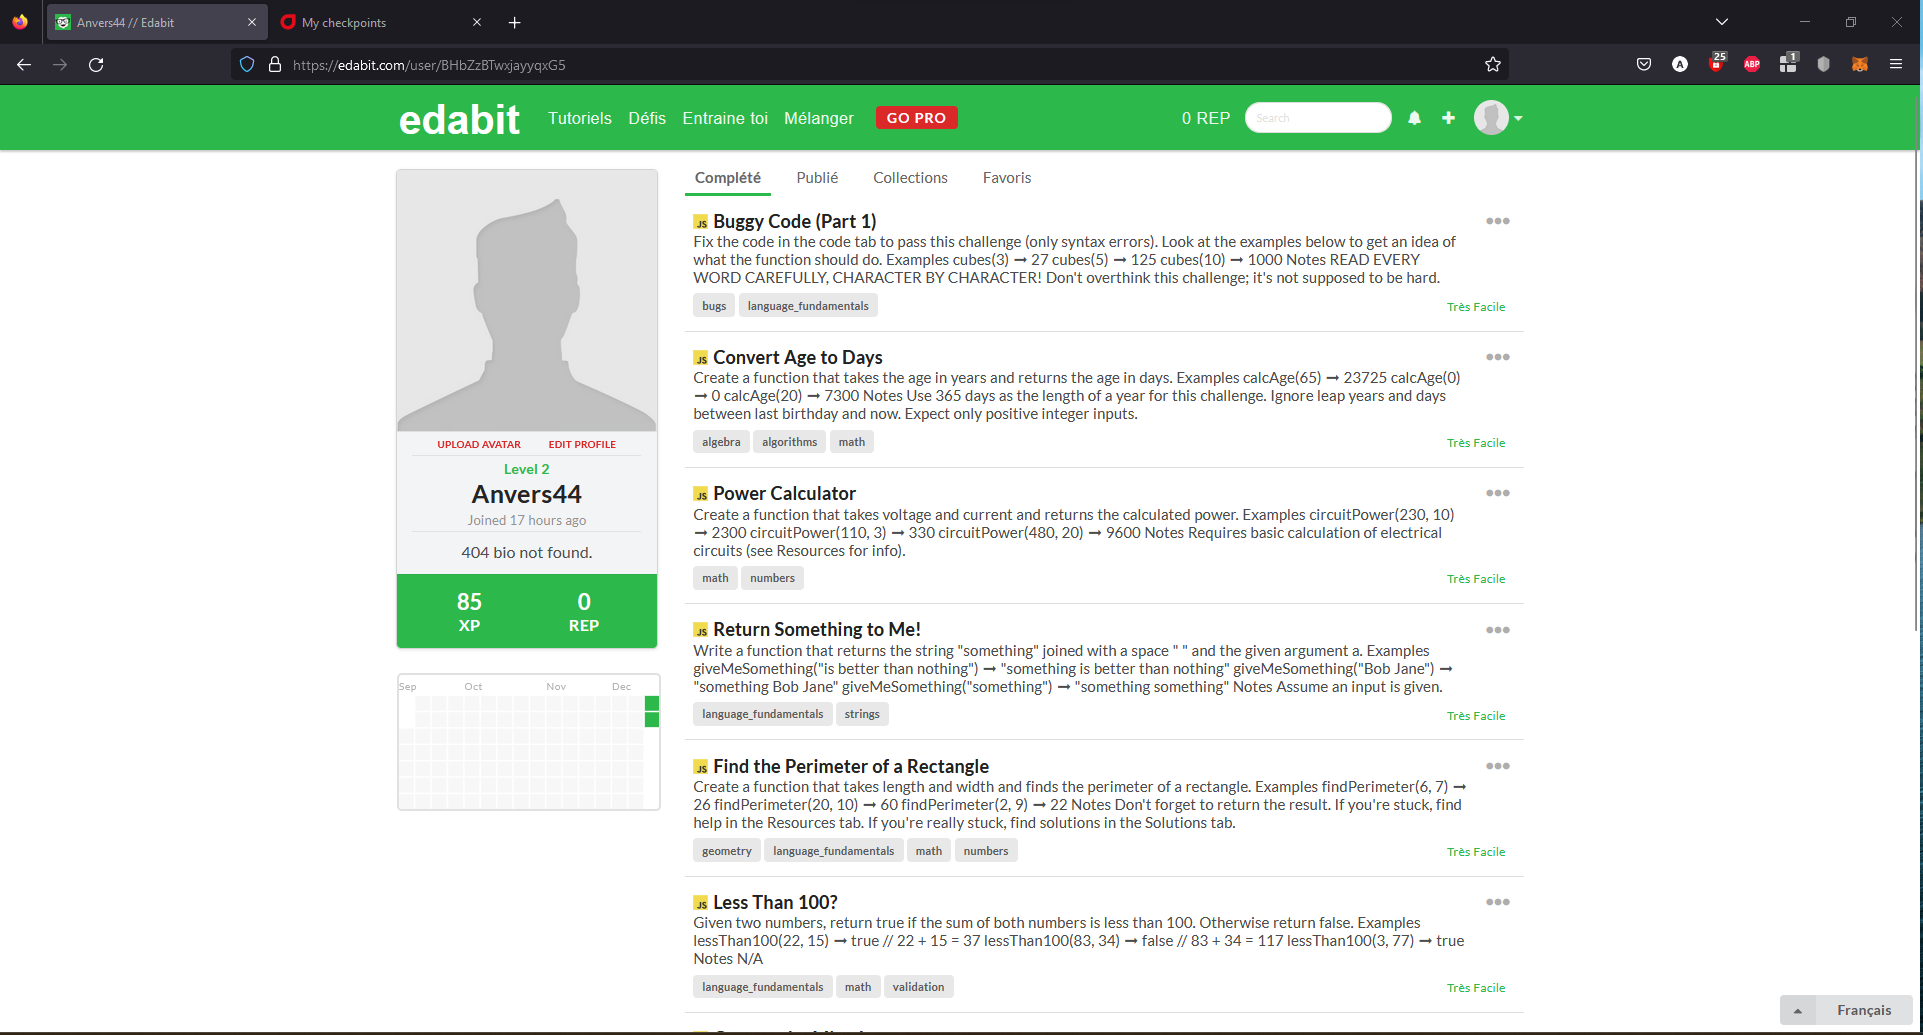 Anvers44 // Edabit
My checkpoints
https://edabit.com/user/BHbZzBTwxjayyqxG5
25
ABP
1
edabit
Tutoriels
Défis
Entraine toi
Mélanger
GO PRO
0 REP
Search
UPLOAD AVATAR
EDIT PROFILE
Level 2
Anvers44
Joined 17 hours ago
404 bio not found.
85
XP
0
REP
Sep
Oct
Nov
Dec
Complété
Publié
Collections
Favoris
JS Buggy Code (Part 1)
Fix the code in the code tab to pass this challenge (only syntax errors). Look at the examples below to get an idea of
what the function should do. Examples cubes(3) ➞ 27 cubes(5) ➞ 125 cubes(10) ➞ 1000 Notes READ EVERY
WORD CAREFULLY, CHARACTER BY CHARACTER! Don't overthink this challenge; it's not supposed to be hard.
bugs
language_fundamentals
Très Facile
JS Convert Age to Days
Create a function that takes the age in years and returns the age in days. Examples calcAge(65) ➞ 23725 calcAge(0)
➞ 0 calcAge(20) ➞ 7300 Notes Use 365 days as the length of a year for this challenge. Ignore leap years and days
between last birthday and now. Expect only positive integer inputs.
algebra
algorithms
math
Très Facile
JS Power Calculator
Create a function that takes voltage and current and returns the calculated power. Examples circuitPower(230, 10)
➞ 2300 circuitPower(110, 3) ➞ 330 circuitPower(480, 20) ➞ 9600 Notes Requires basic calculation of electrical
circuits (see Resources for info).
math
numbers
Très Facile
JS Return Something to Me!
Write a function that returns the string "something" joined with a space " " and the given argument a. Examples
giveMeSomething("is better than nothing") ➞ "something is better than nothing" giveMeSomething("Bob Jane") ➞
"something Bob Jane" giveMeSomething("something") ➞ "something something" Notes Assume an input is given.
language_fundamentals
strings
Très Facile
JS Find the Perimeter of a Rectangle
Create a function that takes length and width and finds the perimeter of a rectangle. Examples findPerimeter(6, 7) ➞
26 findPerimeter(20, 10) ➞ 60 findPerimeter(2, 9) ➞ 22 Notes Don't forget to return the result. If you're stuck, find
help in the Resources tab. If you're really stuck, find solutions in the Solutions tab.
geometry
language_fundamentals
math
numbers
Très Facile
JS Less Than 100?
Given two numbers, return true if the sum of both numbers is less than 100. Otherwise return false. Examples
lessThan100(22, 15) ➞ true // 22 + 15 = 37 lessThan100(83, 34) ➞ false // 83 + 34 = 117 lessThan100(3, 77) ➞ true
Notes N/A
language_fundamentals
math
validation
Très Facile
Français